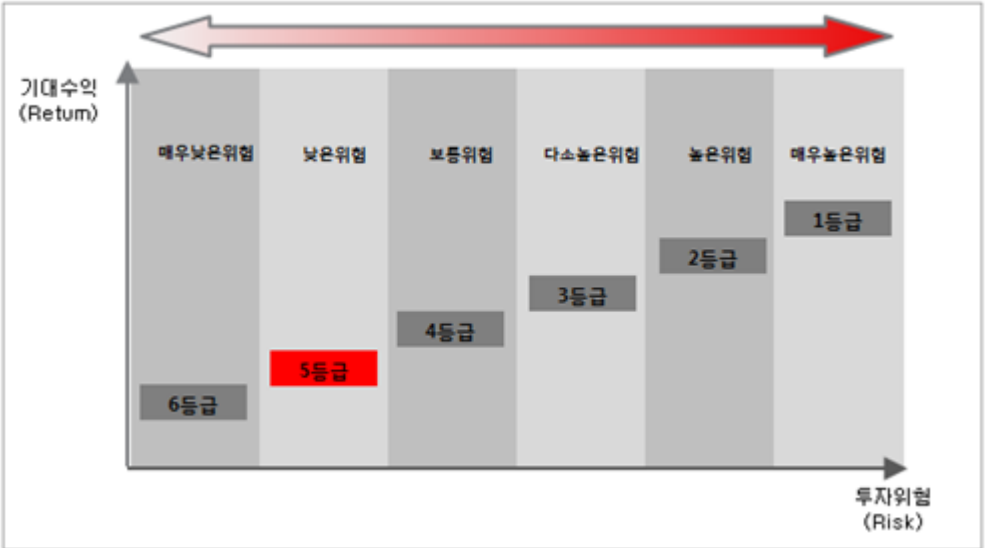 기대수익
(Return)
매우낮은위험
낮은위험
보통위험
다소높은위험
높은위험
매우높은위험
1등급
2등급
3등급
4등급
5등급
6등급
투자위험
(Risk)